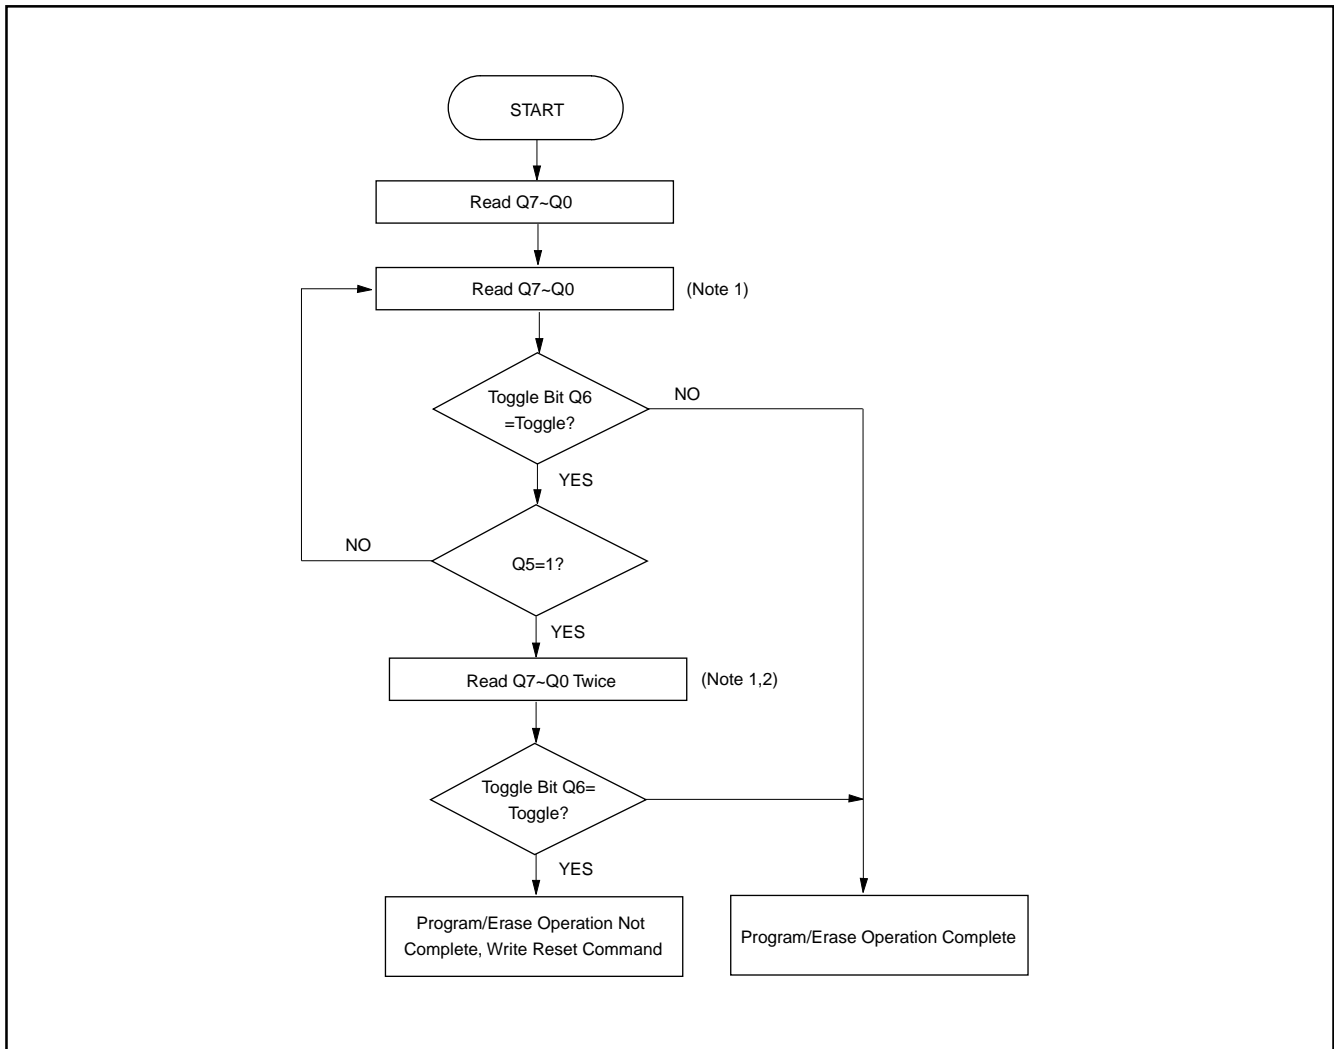 START
Read Q7~Q0
Read Q7~Q0
(Note 1)
Toggle Bit Q6
=Toggle?
NO
YES
NO
Q5=1?
YES
Read Q7~Q0 Twice
(Note 1,2)
Toggle Bit Q6=
Toggle?
YES
Program/Erase Operation Not
Complete, Write Reset Command
Program/Erase Operation Complete